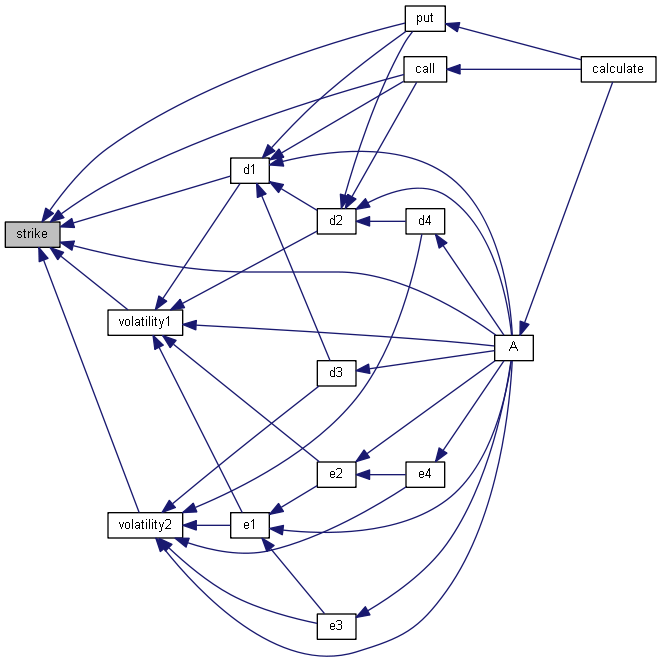 put
call
calculate
d1
d2
d4
strike
volatility1
A
d3
e2
e4
volatility2
e1
e3